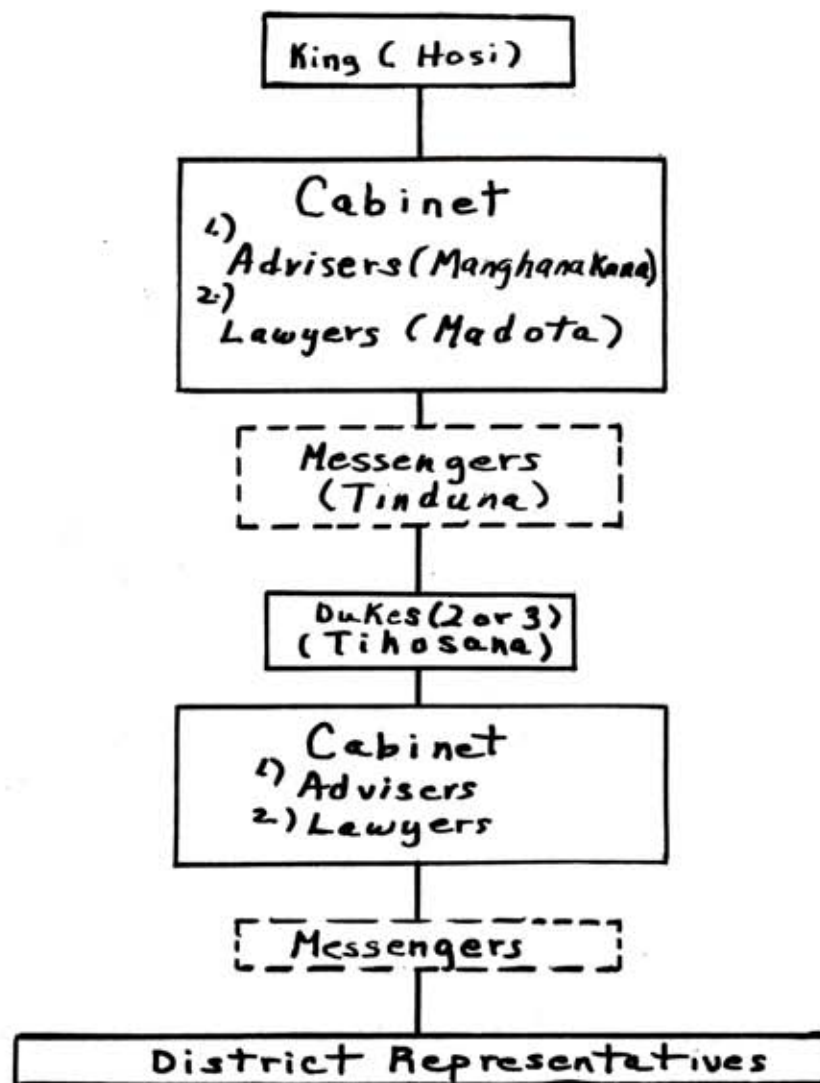 King (Hosi)
Cabinet
1.)
Advisers (Manghanakana)
2.)
Lawyers (Madota)
Messengers
(Tinduna)
Dukes (2 or 3)
(Tihosana)
Cabinet
1.) Advisers
2.) Lawyers
Messengers
District Representatives